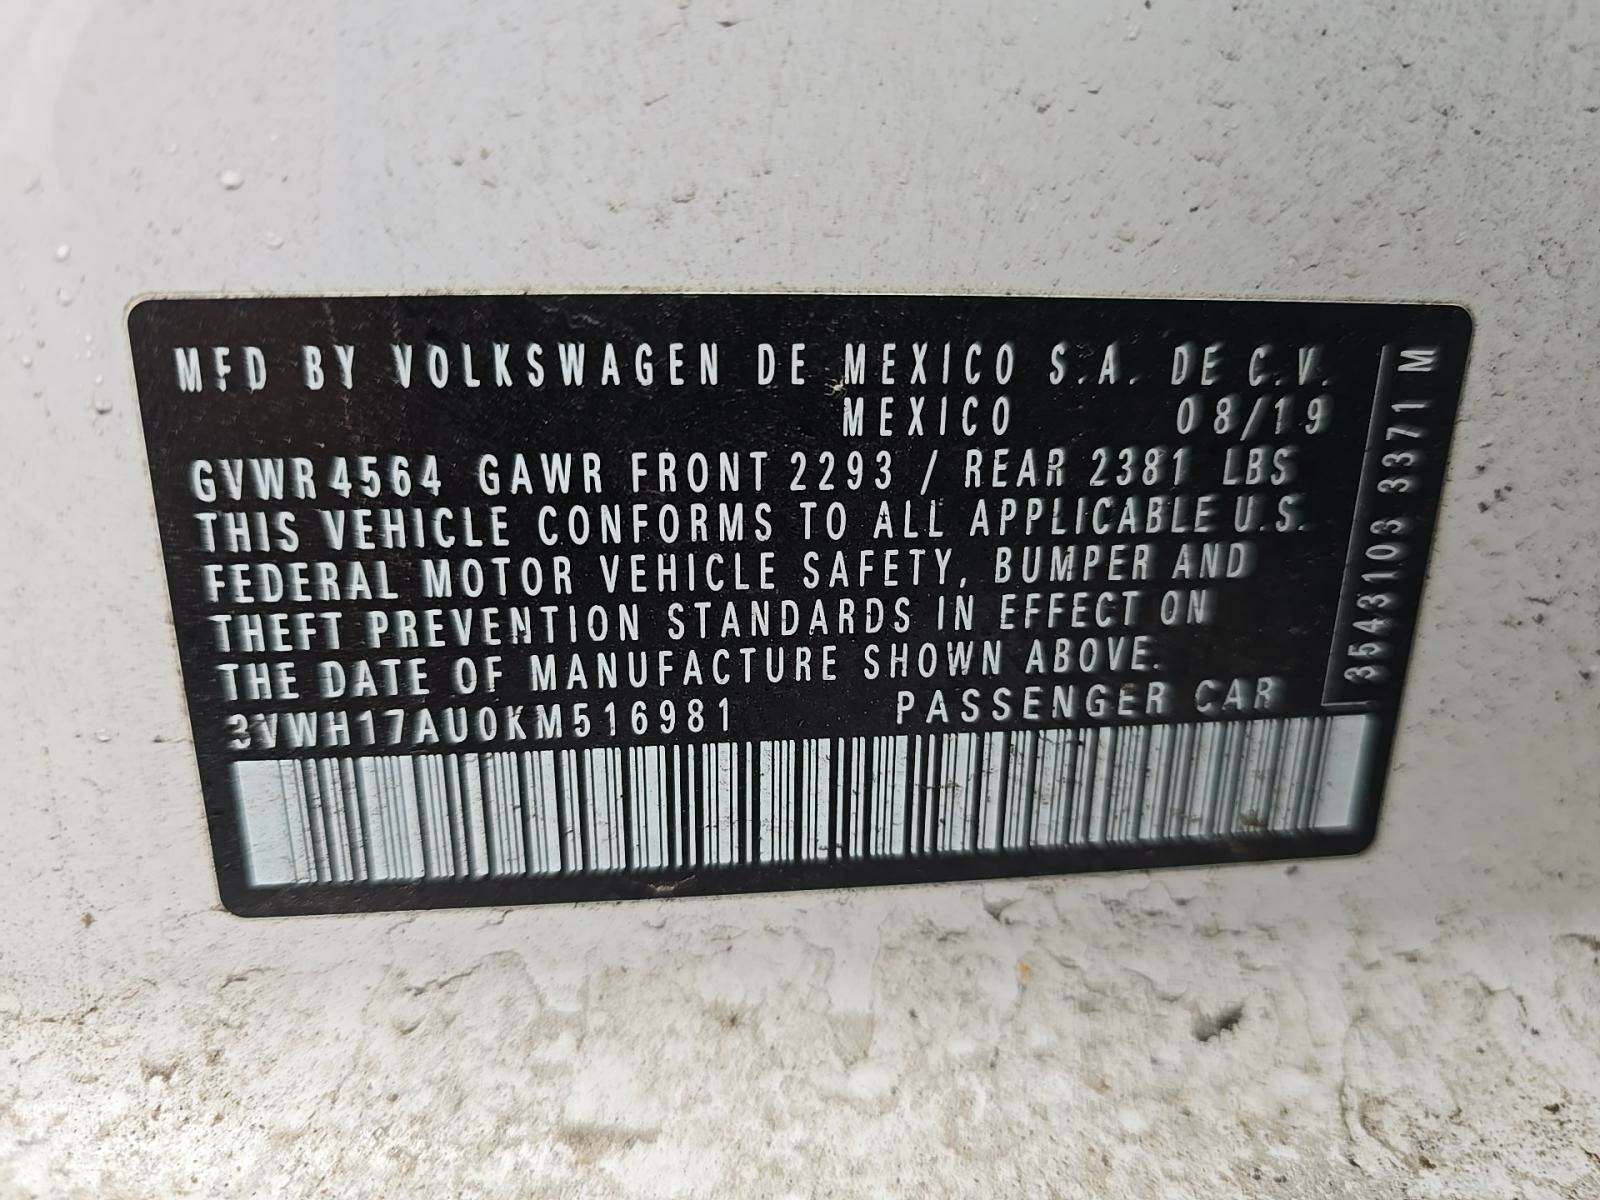 MFD BY VOLKSWAGEN DE MEXICO S.A. DE C.V.
MEXICO 08/19
GVWR 4564 GAWR FRONT 2293 / REAR 2381 LBS
THIS VEHICLE CONFORMS TO ALL APPLICABLE U.S.
FEDERAL MOTOR VEHICLE SAFETY, BUMPER AND
THEFT PREVENTION STANDARDS IN EFFECT ON
THE DATE OF MANUFACTURE SHOWN ABOVE.
3VWH17AU0KM516981 PASSENGER CAR
3543103 3371 M